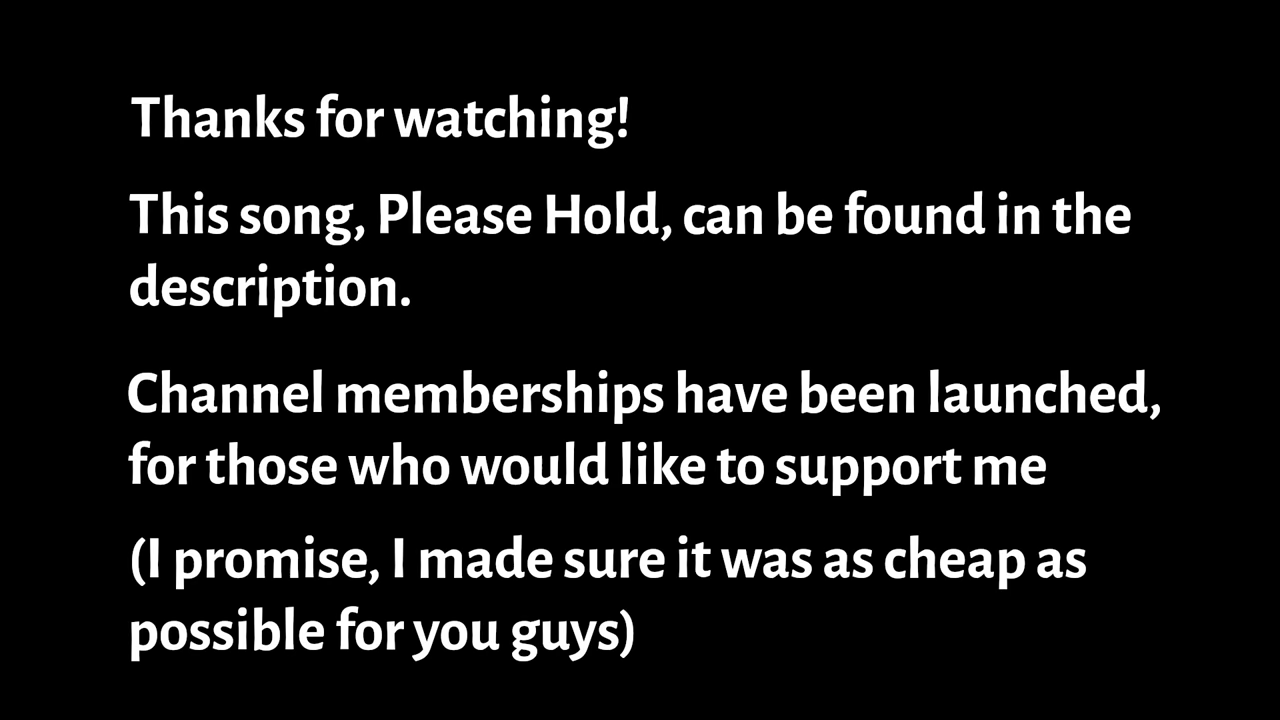 Thanks for watching!
This song, Please Hold, can be found in the
description.
Channel memberships have been launched,
for those who would like to support me
(I promise, I made sure it was as cheap as
possible for you guys)